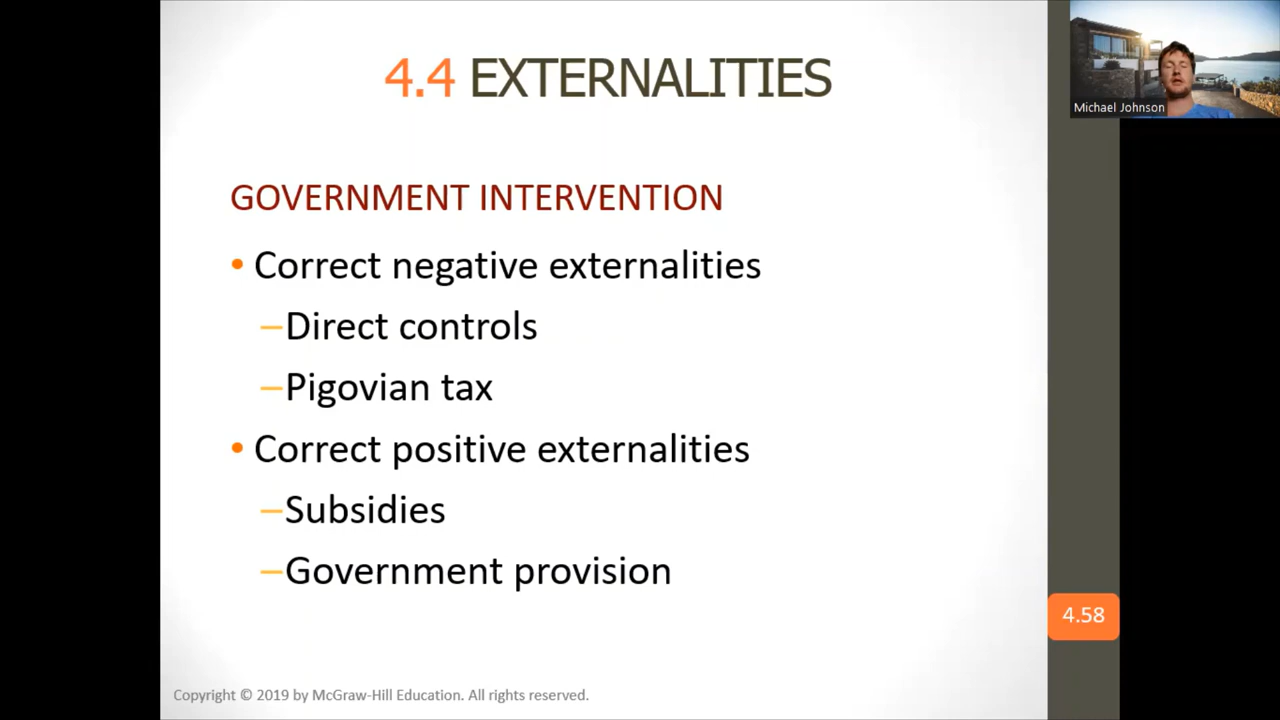 4.4 EXTERNALITIES
Michael Johnson
GOVERNMENT INTERVENTION
• Correct negative externalities
–Direct controls
–Pigovian tax
• Correct positive externalities
–Subsidies
–Government provision
4.58
Copyright © 2019 by McGraw-Hill Education. All rights reserved.